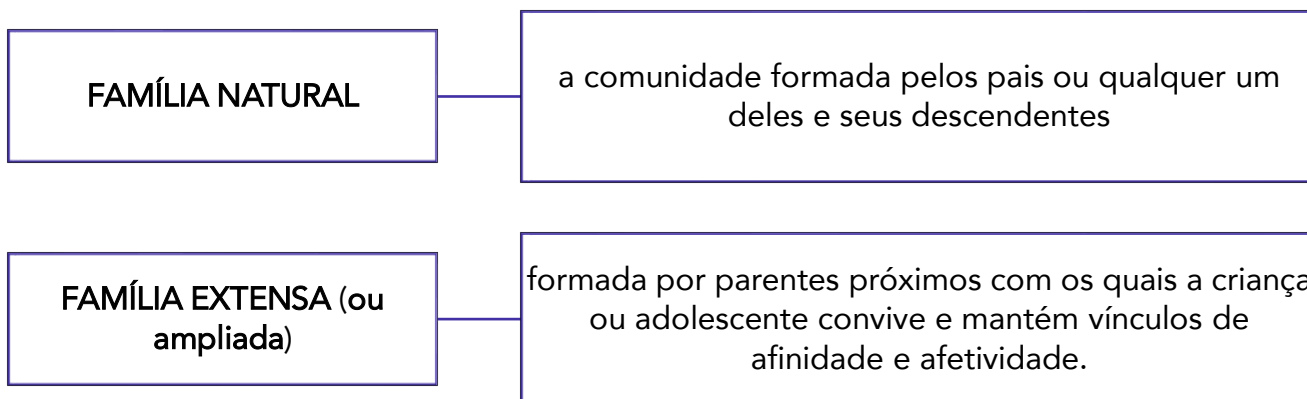 FAMÍLIA NATURAL
a comunidade formada pelos pais ou qualquer um
deles e seus descendentes
FAMÍLIA EXTENSA (ou
ampliada)
formada por parentes próximos com os quais a criança
ou adolescente convive e mantém vínculos de
afinidade e afetividade.